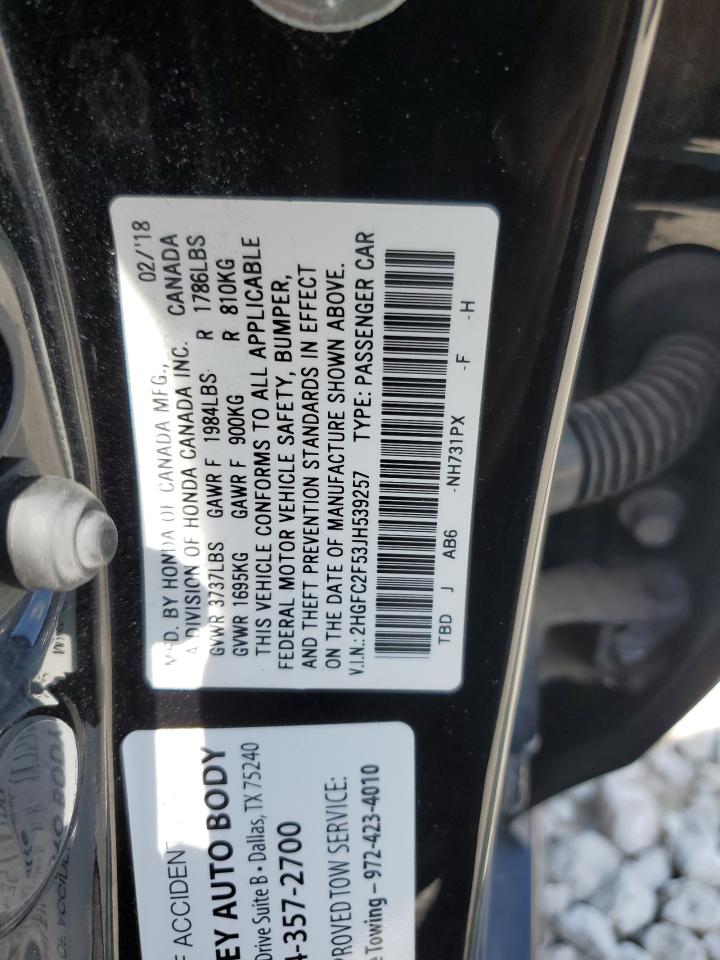 MFD. BY HONDA OF CANADA MFG., 02/'18
A DIVISION OF HONDA CANADA INC. CANADA
GVWR 3737LBS GAWR F 1984LBS R 1786LBS
GVWR 1695KG GAWR F 900KG R 810KG
THIS VEHICLE CONFORMS TO ALL APPLICABLE
FEDERAL MOTOR VEHICLE SAFETY, BUMPER,
AND THEFT PREVENTION STANDARDS IN EFFECT
ON THE DATE OF MANUFACTURE SHOWN ABOVE.
V.I.N.: 2HGFC2F53JH539257 TYPE: PASSENGER CAR
TBD J AB6 -NH731PX -F -H
F ACCIDENT
EY AUTO BODY
Drive Suite B • Dallas, TX 75240
4-357-2700
PROVED TOW SERVICE:
e Towing – 972-423-4010